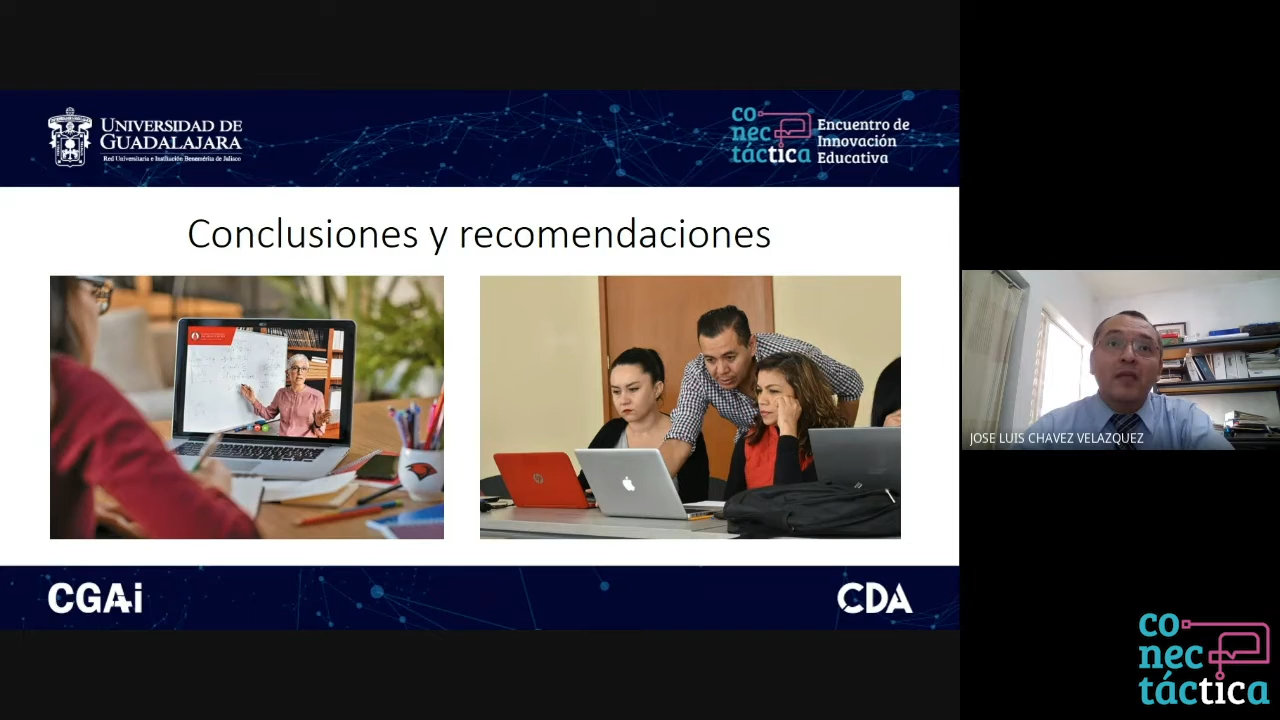 UNIVERSIDAD DE
GUADALAJARA
Red Universitaria e Institución Benemérita de Jalisco
co
nec
táctica
Encuentro de
Innovación
Educativa
Conclusiones y recomendaciones
CGAi
CDA
JOSE LUIS CHAVEZ VELAZQUEZ
co
nec
táctica